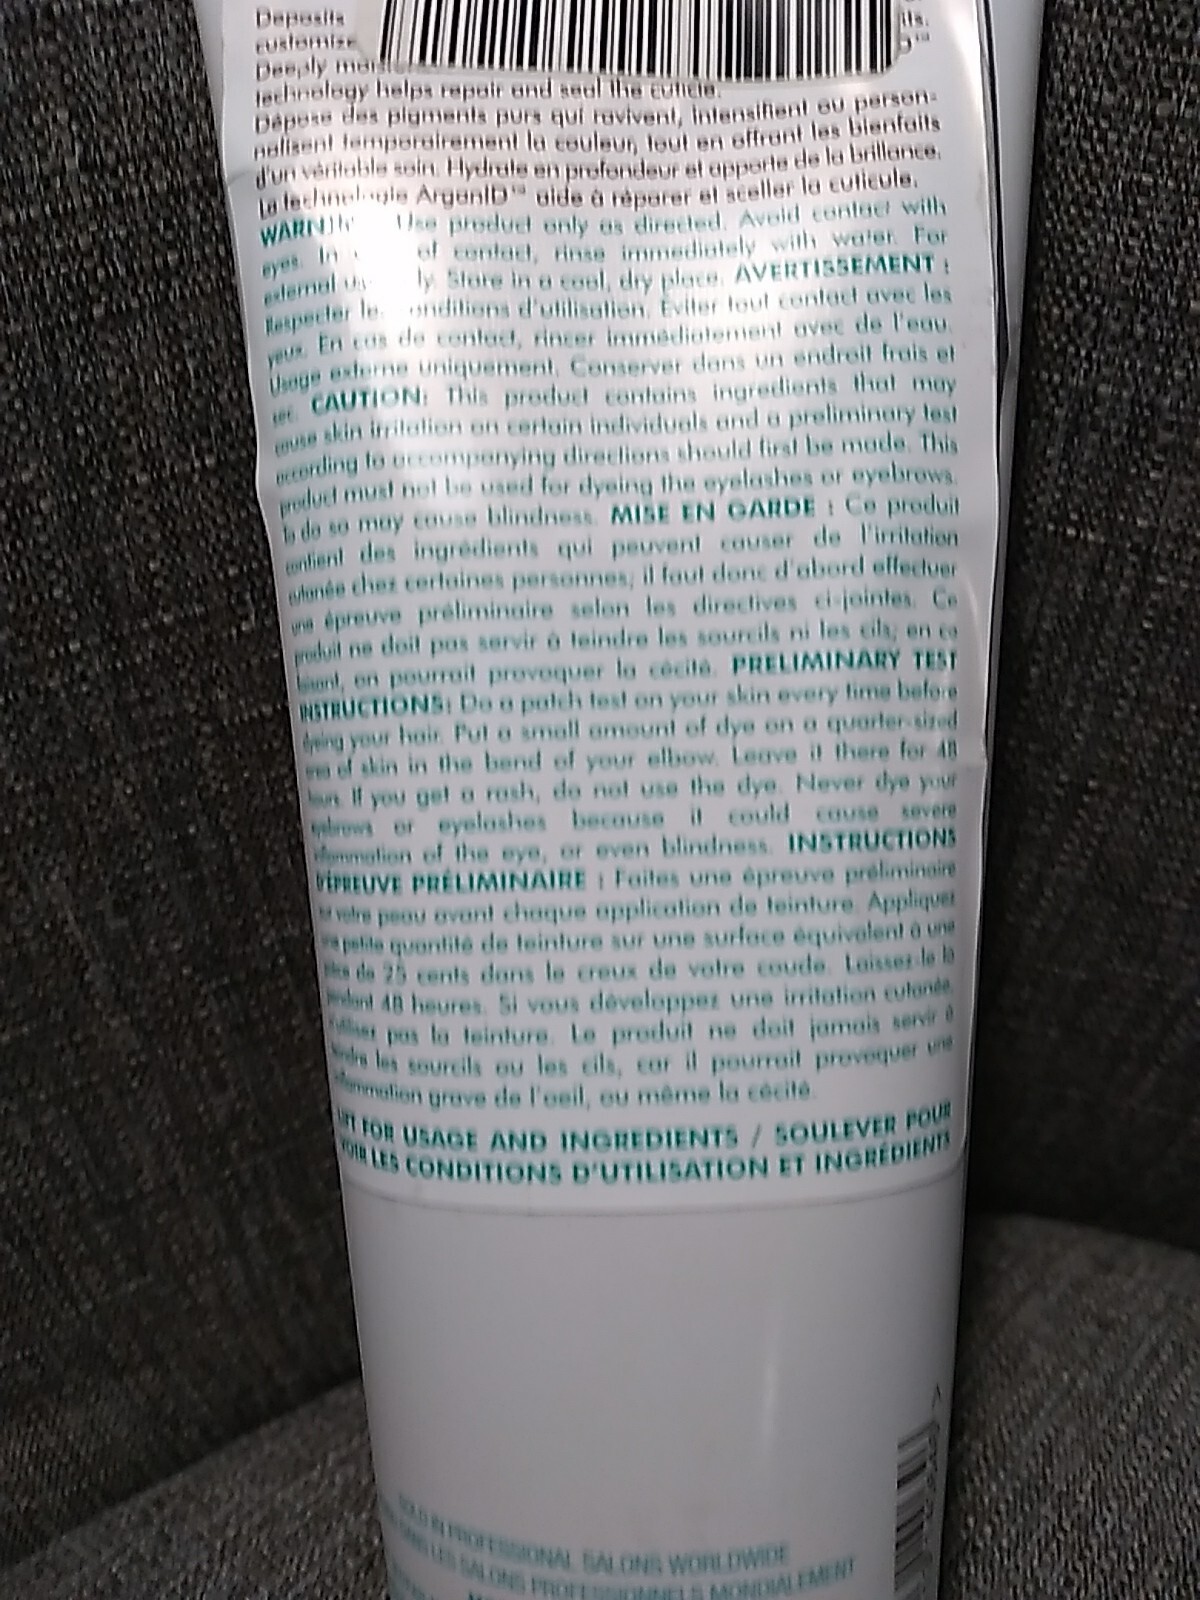 Deposits
customize
Deeply
technology helps repair and seal the cuticle.
Dépose des pigments purs qui ravivent, intensifient ou person-
nalisent temporairement la couleur, tout en offrant les bienfaits
d'un véritable soin. Hydrate en profondeur et apporte de la brillance.
La technologie ArganID™ aide à réparer et sceller la cuticule.
Use product only as directed. Avoid contact with
eyes. In of contact, rinse immediately with water. For
external Store in a cool, dry place. AVERTISSEMENT :
Respecter d'utilisation. Éviter tout contact avec les
yeux. En cas de contact, rincer immédiatement avec de l'eau.
Usage externe uniquement. Conserver dans un endroit frais et
sec. CAUTION: This product contains ingredients that may
cause skin irritation on certain individuals and a preliminary test
according to accompanying directions should first be made. This
product must not be used for dyeing the eyelashes or eyebrows.
to do so may cause blindness. MISE EN GARDE : Ce produit
contient des ingrédients qui peuvent causer de l'irritation
cutanée chez certaines personnes; il faut donc d'abord effectuer
une épreuve préliminaire selon les directives ci-jointes. Ce
produit ne doit pas servir à teindre les sourcils ni les cils; en ce
faisant, on pourrait provoquer la cécité. PRELIMINARY TEST
INSTRUCTIONS: Do a patch test on your skin every time before
dyeing your hair. Put a small amount of dye on a quarter-sized
of skin in the bend of your elbow. Leave it there for 48
If you get a rash, do not use the dye. Never dye your
eyebrows or eyelashes because it could cause severe
of the eye, or even blindness. INSTRUCTIONS
D'ÉPREUVE PRÉLIMINAIRE : Faites une épreuve préliminaire
votre peau avant chaque application de teinture. Appliquez
petite quantité de teinture sur une surface équivalent à une
de 25 cents dans le creux de votre coude. Laissez-le là
48 heures. Si vous développez une irritation cutanée,
pas la teinture. Le produit ne doit jamais servir à
les sourcils ou les cils, car il pourrait provoquer une
grave de l'oeil, ou même la cécité.
FOR USAGE AND INGREDIENTS / SOULEVER POUR
VOIR LES CONDITIONS D'UTILISATION ET INGRÉDIENTS
SOLD IN PROFESSIONAL SALONS WORLDWIDE
LES SALONS PROFESSIONNELS MONDIALEMENT